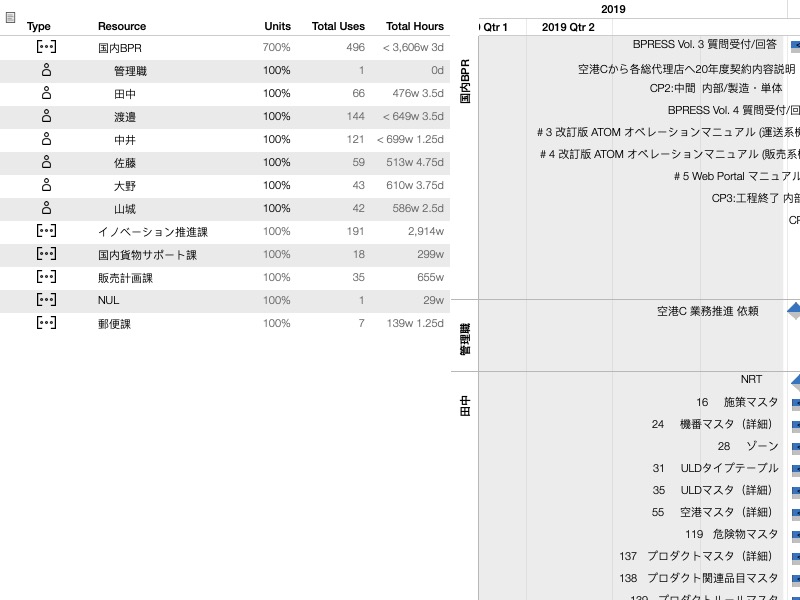 Type Resource Units Total Uses Total Hours
国内BPR 700% 496 < 3,606w 3d
管理職 100% 1 0d
田中 100% 66 476w 3.5d
渡邉 100% 144 < 649w 3.5d
中井 100% 121 < 699w 1.25d
佐藤 100% 59 513w 4.75d
大野 100% 43 610w 3.75d
山城 100% 42 586w 2.5d
イノベーション推進課 100% 191 2,914w
国内貨物サポート課 100% 18 299w
販売計画課 100% 35 655w
NUL 100% 1 29w
郵便課 100% 7 139w 1.25d
2019
Qtr 1 2019 Qtr 2
国内BPR
BPRESS Vol. 3 質問受付/回答
空港Cから各総代理店へ20年度契約内容説明
CP2:中間 内部/製造・単体
BPRESS Vol. 4 質問受付/回
#3 改訂版 ATOM オペレーションマニュアル (運送系
#4 改訂版 ATOM オペレーションマニュアル (販売系
#5 Web Portal マニュアル
CP3:工程終了 内部
CP
管理職
空港C 業務推進 依頼
田中
NRT
16 施策マスタ
24 機番マスタ（詳細）
28 ゾーン
31 ULDタイプテーブル
35 ULDマスタ（詳細）
55 空港マスタ（詳細）
119 危険物マスタ
137 プロダクトマスタ（詳細）
138 プロダクト関連品目マスタ
139 プロダクトルールマスタ